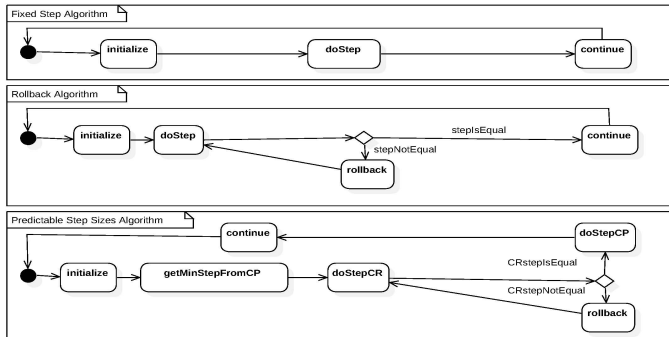 Fixed Step Algorithm
initialize
doStep
continue
Rollback Algorithm
initialize
doStep
stepIsEqual
continue
stepNotEqual
rollback
Predictable Step Sizes Algorithm
continue
doStepCP
CRstepIsEqual
initialize
getMinStepFromCP
doStepCR
CRstepNotEqual
rollback